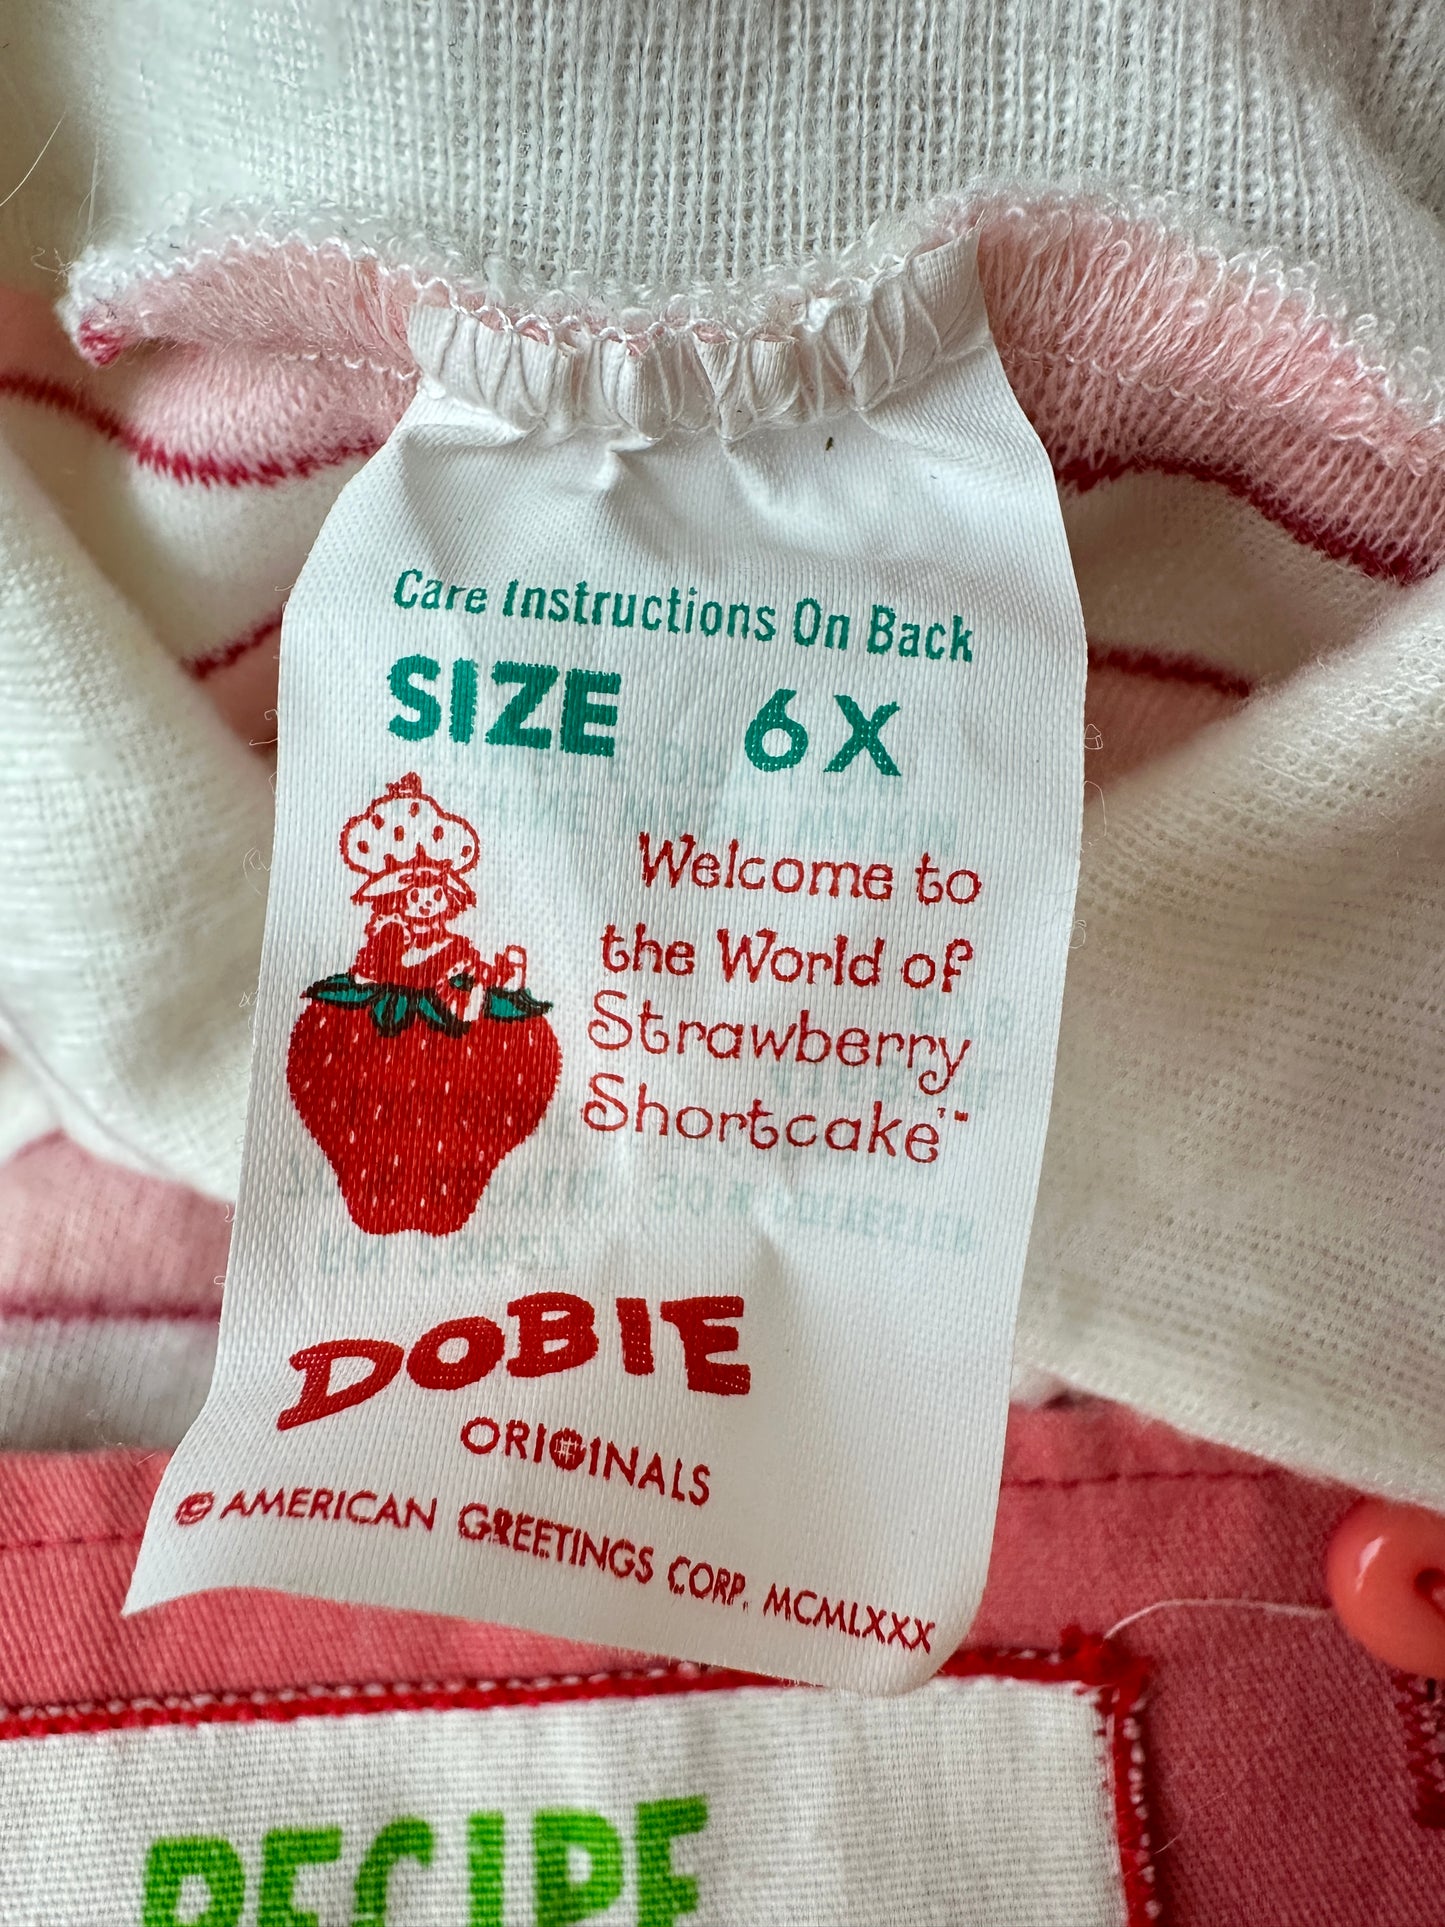 Care Instructions On Back
SIZE 6X
Welcome to
the World of
Strawberry
Shortcake™
DOBIE
ORIGINALS
© AMERICAN GREETINGS CORP. MCMLXXX
RECIPE